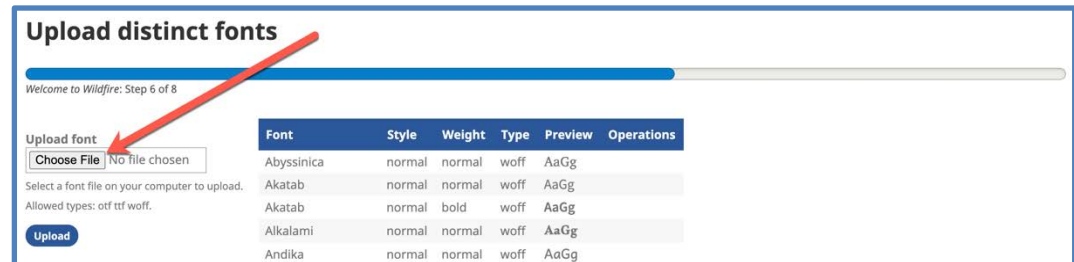 Upload distinct fonts
Welcome to Wildfire: Step 6 of 8
Upload font
Choose File No file chosen
Select a font file on your computer to upload.
Allowed types: otf ttf woff.
Upload
Font Style Weight Type Preview Operations
Abyssinica normal normal woff AaGg
Akatab normal normal woff AaGg
Akatab normal bold woff AaGg
Alkalami normal normal woff AaGg
Andika normal normal woff AaGg